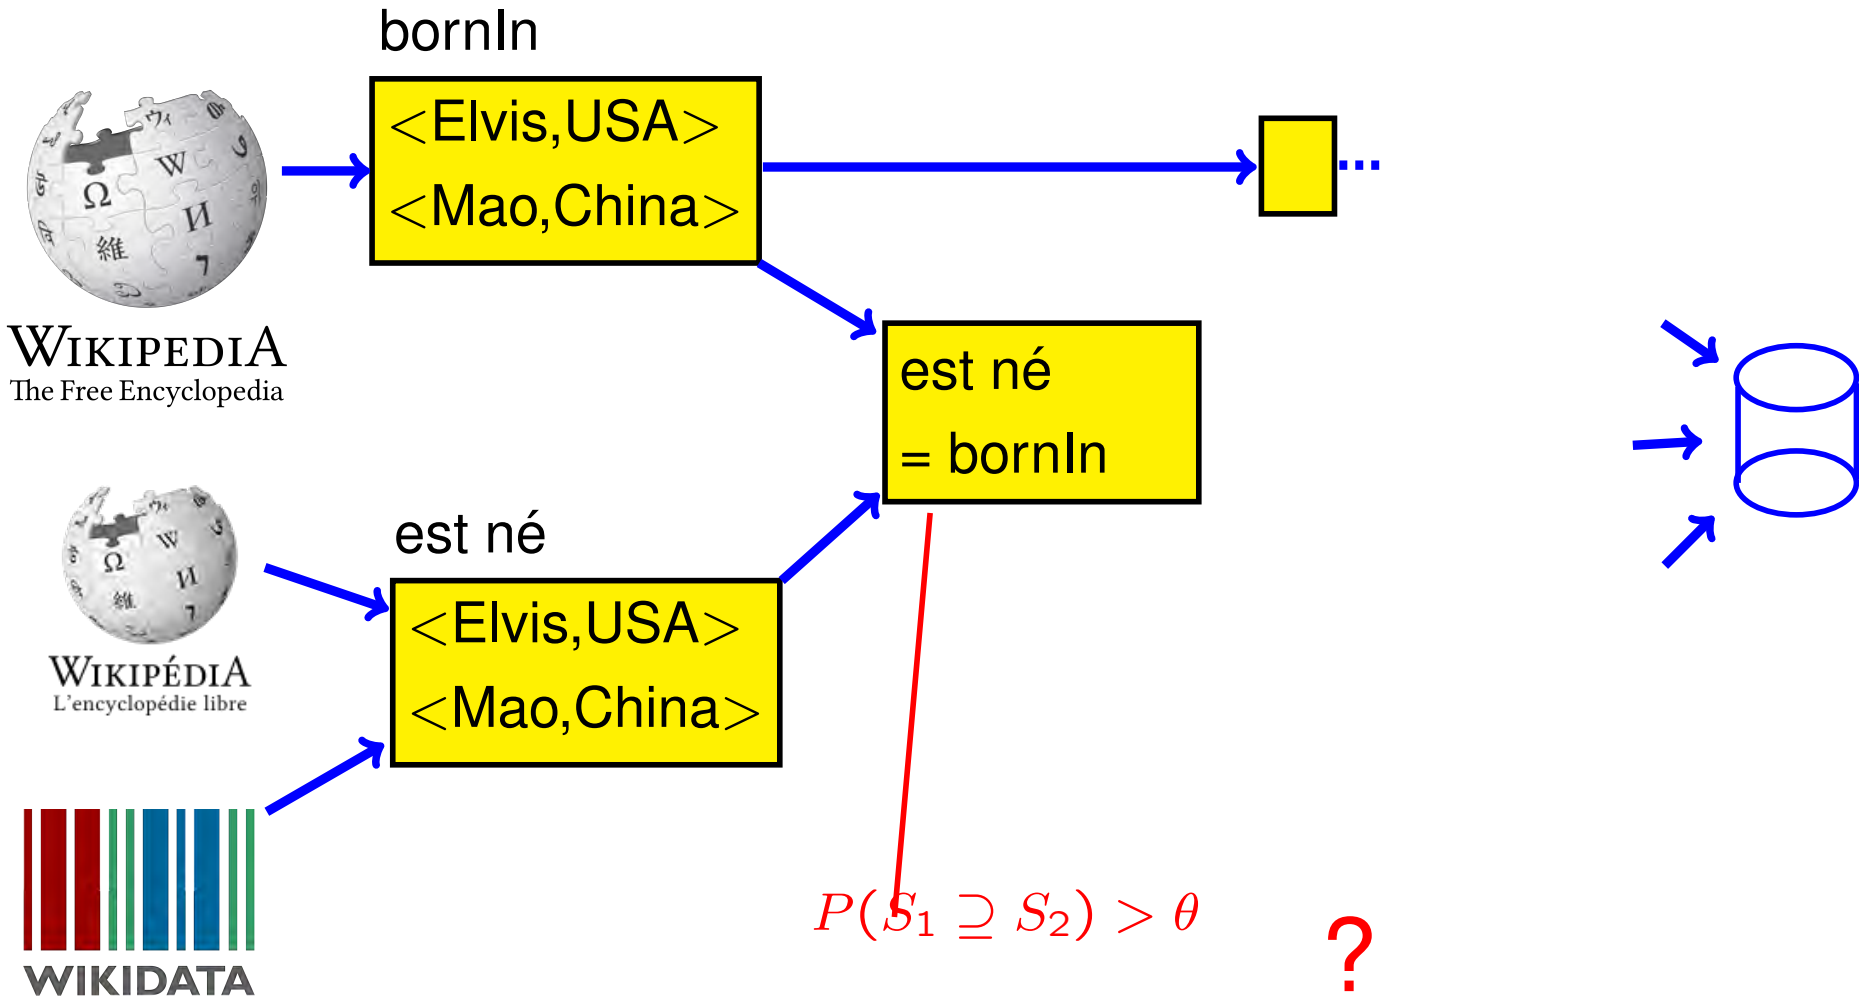 bornIn
<Elvis,USA>
<Mao,China>
...
WIKIPEDIA
The Free Encyclopedia
est né
= bornIn
est né
<Elvis,USA>
<Mao,China>
WIKIPÉDIA
L'encyclopédie libre
WIKIDATA
P(S₁ ⊇ S₂) > θ
?